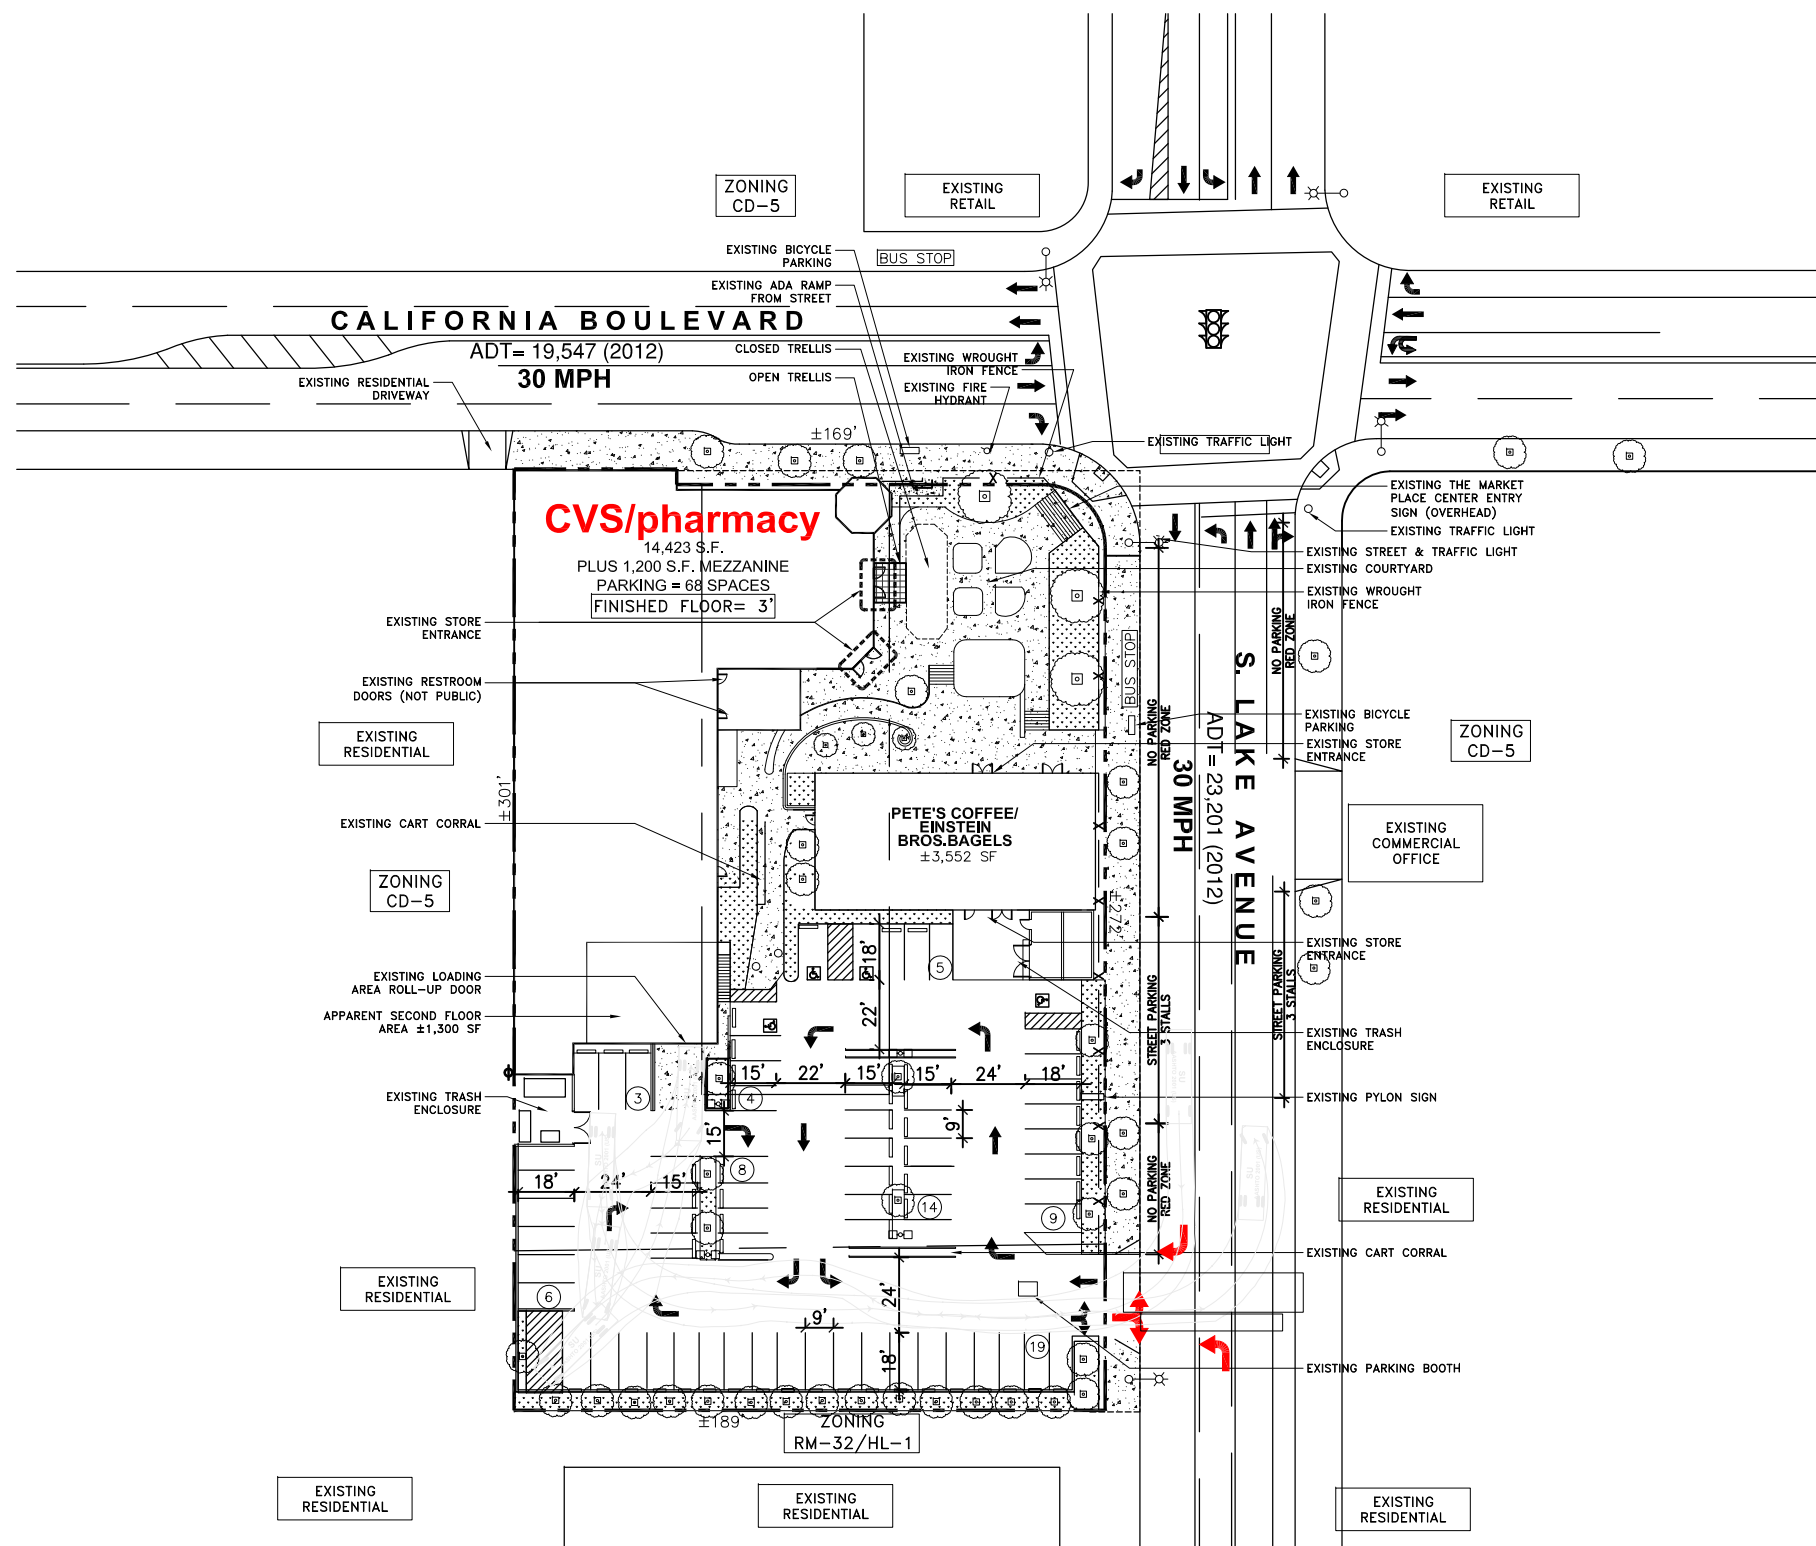 ZONING
CD-5
EXISTING
RETAIL
EXISTING
RETAIL
EXISTING BICYCLE
PARKING
BUS STOP
EXISTING ADA RAMP
FROM STREET
CALIFORNIA BOULEVARD
ADT= 19,547 (2012)
30 MPH
CLOSED TRELLIS
OPEN TRELLIS
EXISTING WROUGHT
IRON FENCE
EXISTING FIRE
HYDRANT
EXISTING RESIDENTIAL
DRIVEWAY
±169'
EXISTING TRAFFIC LIGHT
CVS/pharmacy
14,423 S.F.
PLUS 1,200 S.F. MEZZANINE
PARKING = 68 SPACES
FINISHED FLOOR= 3'
EXISTING THE MARKET
PLACE CENTER ENTRY
SIGN (OVERHEAD)
EXISTING TRAFFIC LIGHT
EXISTING STREET & TRAFFIC LIGHT
EXISTING COURTYARD
EXISTING WROUGHT
IRON FENCE
EXISTING STORE
ENTRANCE
EXISTING RESTROOM
DOORS (NOT PUBLIC)
NO PARKING
RED ZONE
BUS STOP
NO PARKING
RED ZONE
S. LAKE AVENUE
ADT= 23,201 (2012)
30 MPH
EXISTING BICYCLE
PARKING
EXISTING STORE
ENTRANCE
ZONING
CD-5
EXISTING
RESIDENTIAL
±301'
EXISTING CART CORRAL
PETE'S COFFEE/
EINSTEIN
BROS.BAGELS
±3,552 SF
EXISTING
COMMERCIAL
OFFICE
ZONING
CD-5
±272'
EXISTING STORE
ENTRANCE
EXISTING LOADING
AREA ROLL-UP DOOR
APPARENT SECOND FLOOR
AREA ±1,300 SF
18'
5
22'
STREET PARKING
3 STALLS
STREET PARKING
3 STALLS
EXISTING TRASH
ENCLOSURE
15'
22'
15'
15'
24'
18'
EXISTING TRASH
ENCLOSURE
3
4
EXISTING PYLON SIGN
9'
15'
8
18'
24'
15'
14
9
NO PARKING
RED ZONE
EXISTING
RESIDENTIAL
EXISTING CART CORRAL
EXISTING
RESIDENTIAL
6
24'
9'
19
18'
EXISTING PARKING BOOTH
±189'
ZONING
RM-32/HL-1
EXISTING
RESIDENTIAL
EXISTING
RESIDENTIAL
EXISTING
RESIDENTIAL